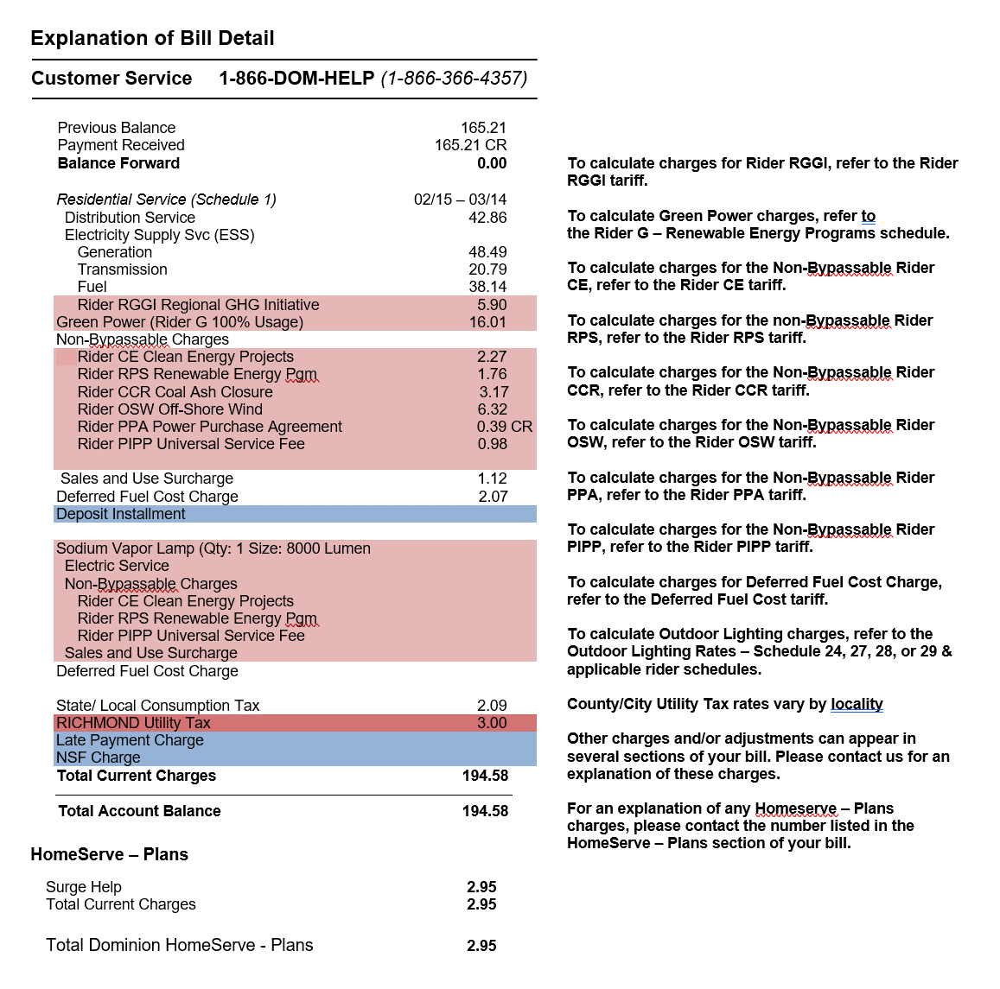 Explanation of Bill Detail
Customer Service 1-866-DOM-HELP (1-866-366-4357)
Previous Balance 165.21
Payment Received 165.21 CR
Balance Forward 0.00
Residential Service (Schedule 1) 02/15 – 03/14
Distribution Service 42.86
Electricity Supply Svc (ESS)
Generation 48.49
Transmission 20.79
Fuel 38.14
Rider RGGI Regional GHG Initiative 5.90
Green Power (Rider G 100% Usage) 16.01
Non-Bypassable Charges
Rider CE Clean Energy Projects 2.27
Rider RPS Renewable Energy Pgm 1.76
Rider CCR Coal Ash Closure 3.17
Rider OSW Off-Shore Wind 6.32
Rider PPA Power Purchase Agreement 0.39 CR
Rider PIPP Universal Service Fee 0.98
Sales and Use Surcharge 1.12
Deferred Fuel Cost Charge 2.07
Deposit Installment
Sodium Vapor Lamp (Qty: 1 Size: 8000 Lumen
Electric Service
Non-Bypassable Charges
Rider CE Clean Energy Projects
Rider RPS Renewable Energy Pgm
Rider PIPP Universal Service Fee
Sales and Use Surcharge
Deferred Fuel Cost Charge
State/ Local Consumption Tax 2.09
RICHMOND Utility Tax 3.00
Late Payment Charge
NSF Charge
Total Current Charges 194.58
Total Account Balance 194.58
HomeServe – Plans
Surge Help 2.95
Total Current Charges 2.95
Total Dominion HomeServe - Plans 2.95
To calculate charges for Rider RGGI, refer to the Rider
RGGI tariff.
To calculate Green Power charges, refer to
the Rider G – Renewable Energy Programs schedule.
To calculate charges for the Non-Bypassable Rider
CE, refer to the Rider CE tariff.
To calculate charges for the non-Bypassable Rider
RPS, refer to the Rider RPS tariff.
To calculate charges for the Non-Bypassable Rider
CCR, refer to the Rider CCR tariff.
To calculate charges for the Non-Bypassable Rider
OSW, refer to the Rider OSW tariff.
To calculate charges for the Non-Bypassable Rider
PPA, refer to the Rider PPA tariff.
To calculate charges for the Non-Bypassable Rider
PIPP, refer to the Rider PIPP tariff.
To calculate charges for Deferred Fuel Cost Charge,
refer to the Deferred Fuel Cost tariff.
To calculate Outdoor Lighting charges, refer to the
Outdoor Lighting Rates – Schedule 24, 27, 28, or 29 &
applicable rider schedules.
County/City Utility Tax rates vary by locality
Other charges and/or adjustments can appear in
several sections of your bill. Please contact us for an
explanation of these charges.
For an explanation of any Homeserve – Plans
charges, please contact the number listed in the
HomeServe – Plans section of your bill.